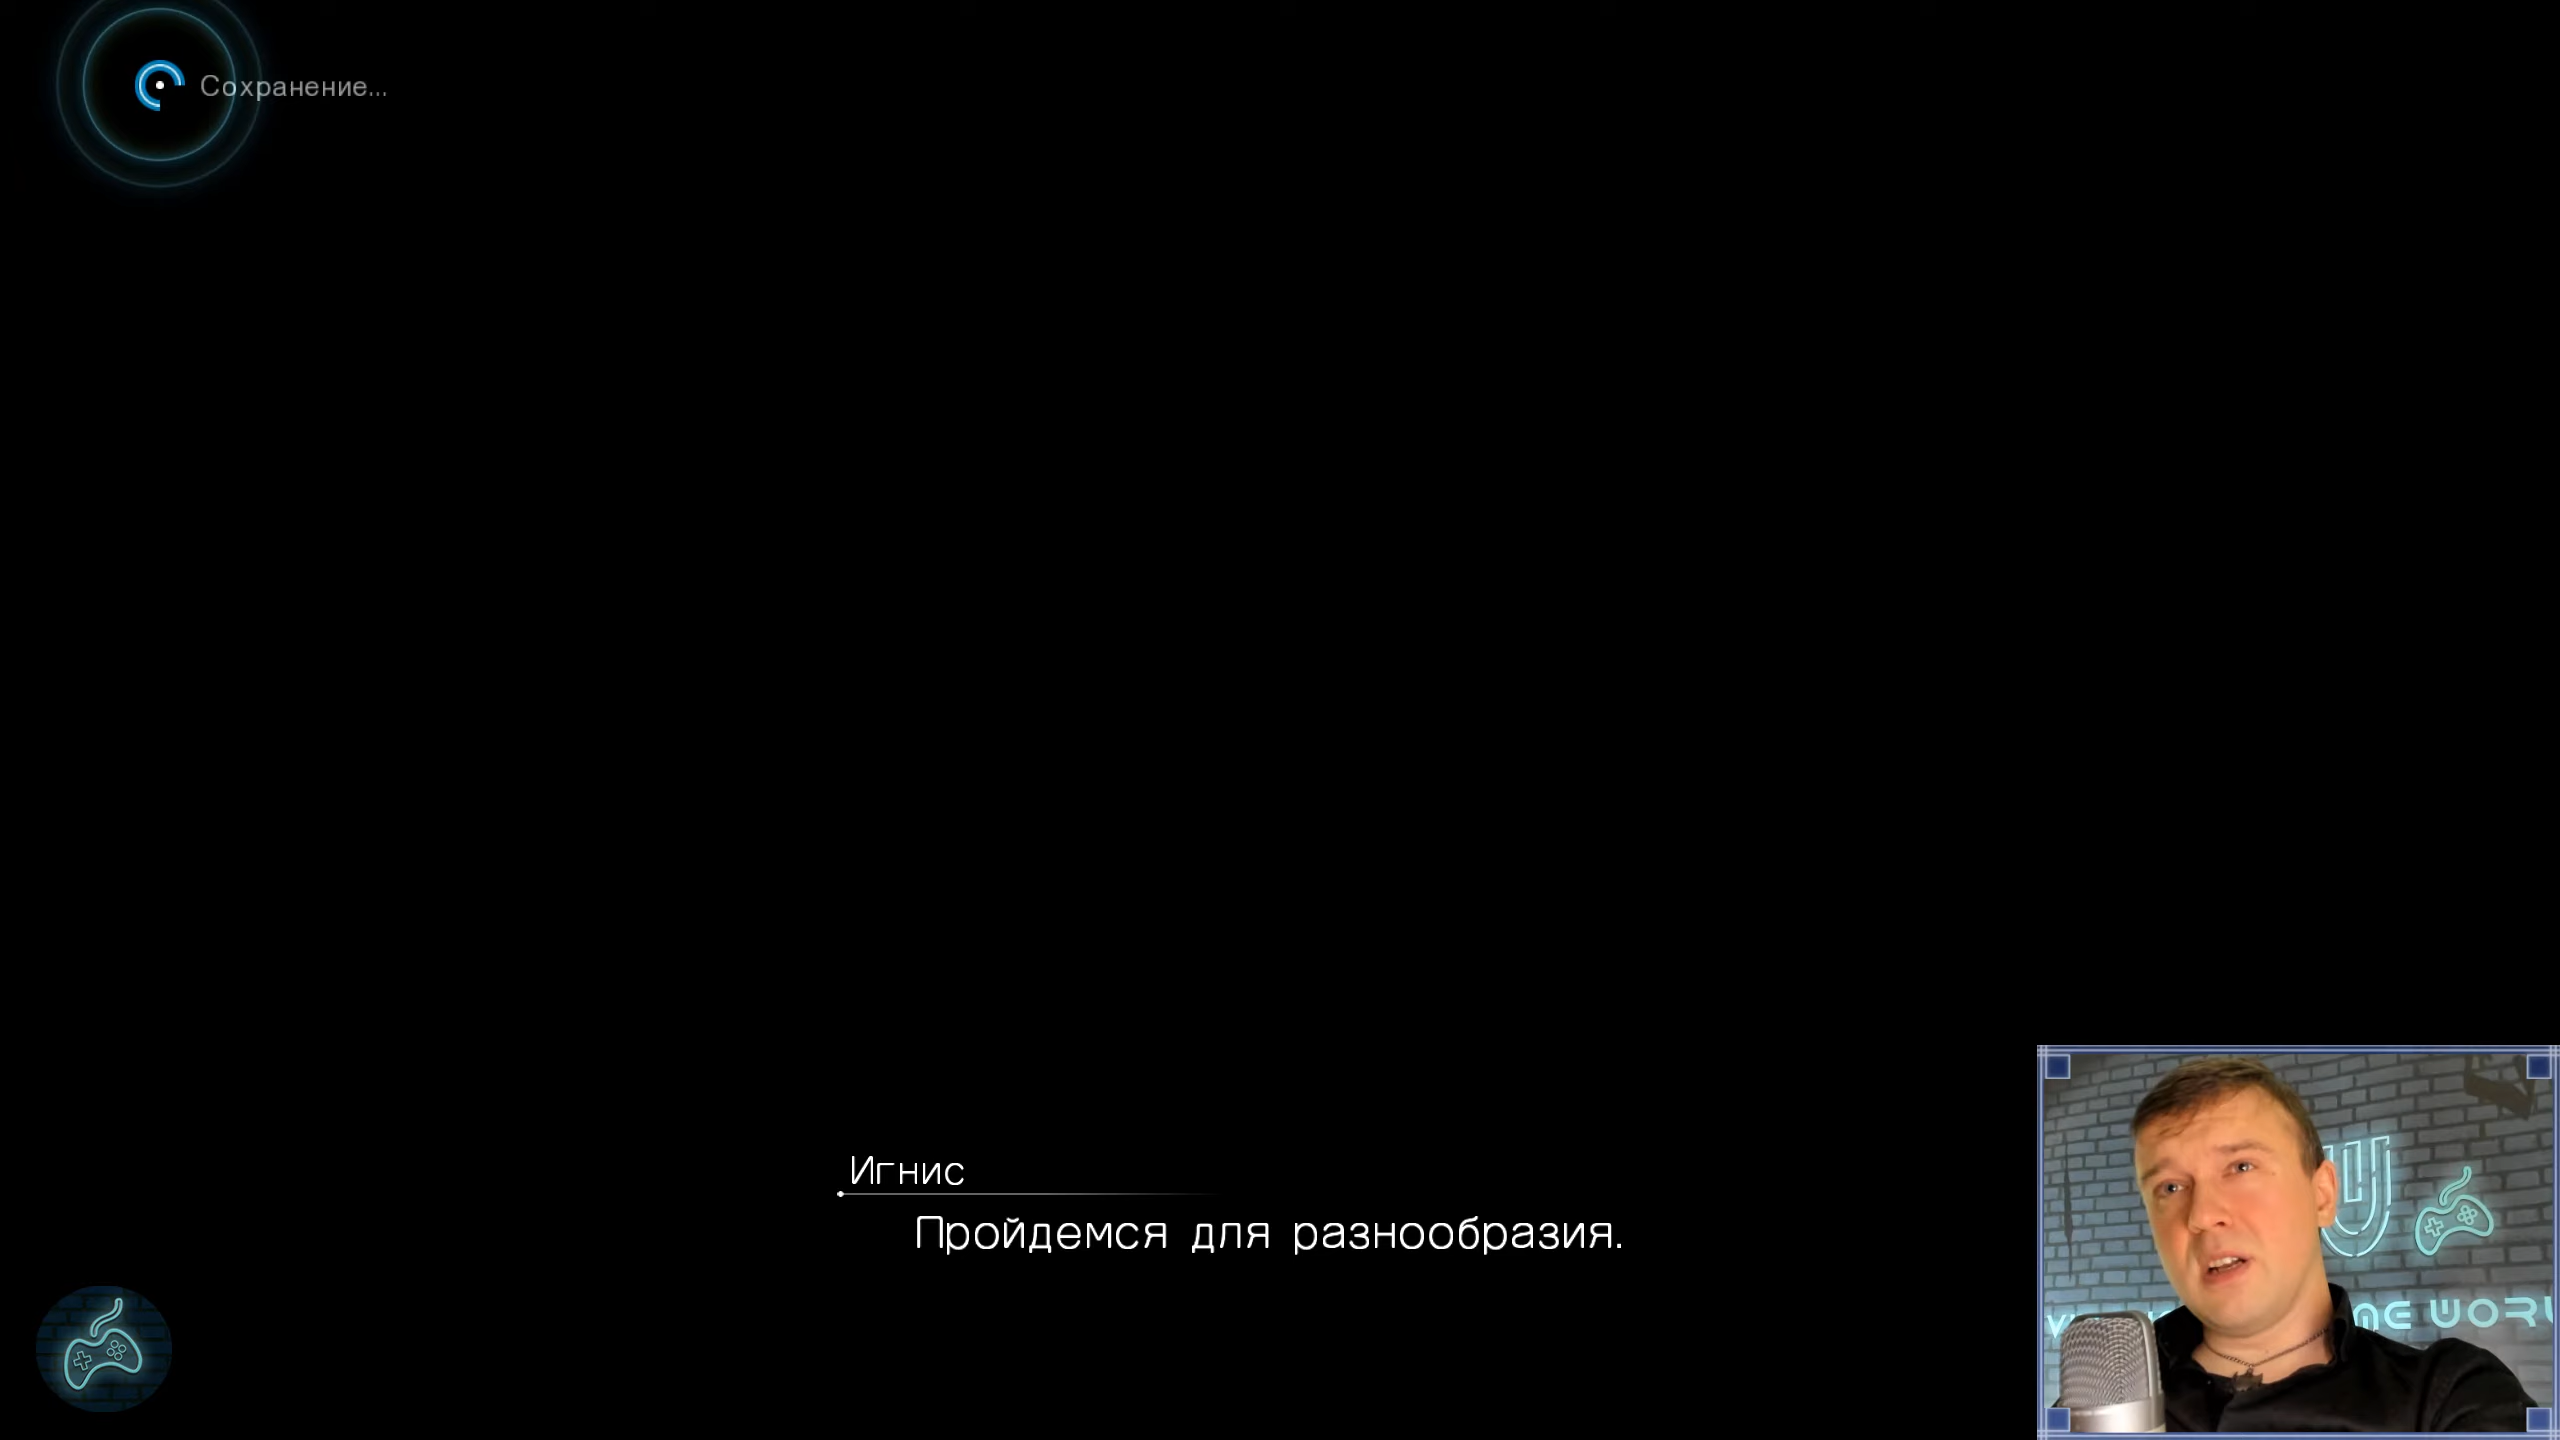 Сохранение...
Игнис
Пройдемся для разнообразия.